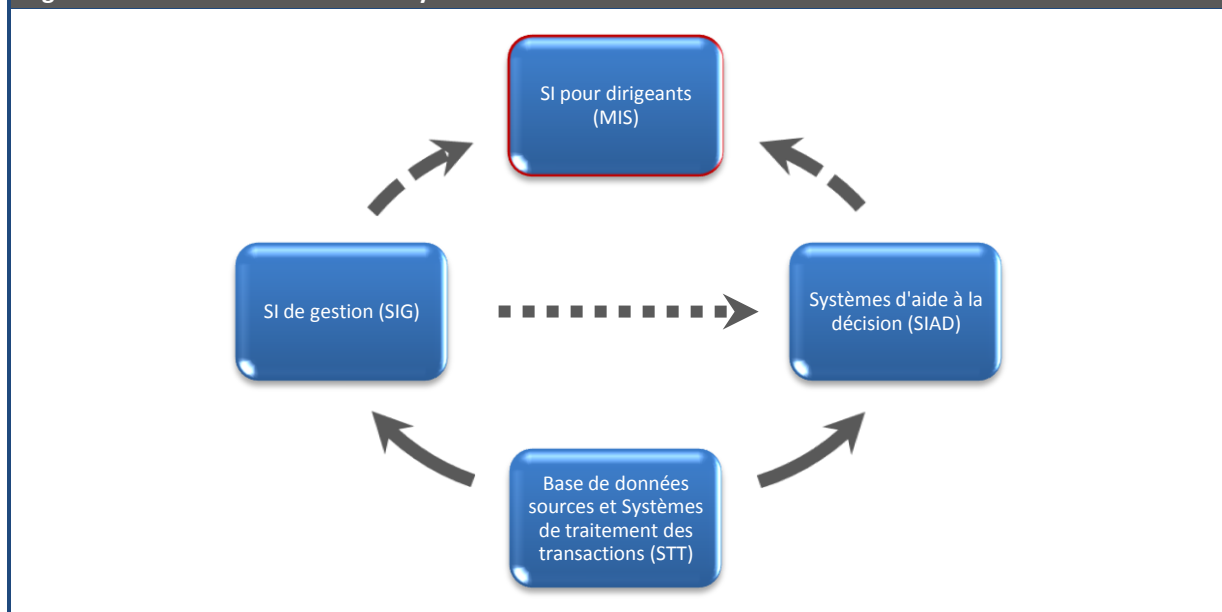 SI pour dirigeants
(MIS)
SI de gestion (SIG)
Systèmes d'aide à la
décision (SIAD)
Base de données
sources et Systèmes
de traitement des
transactions (STT)